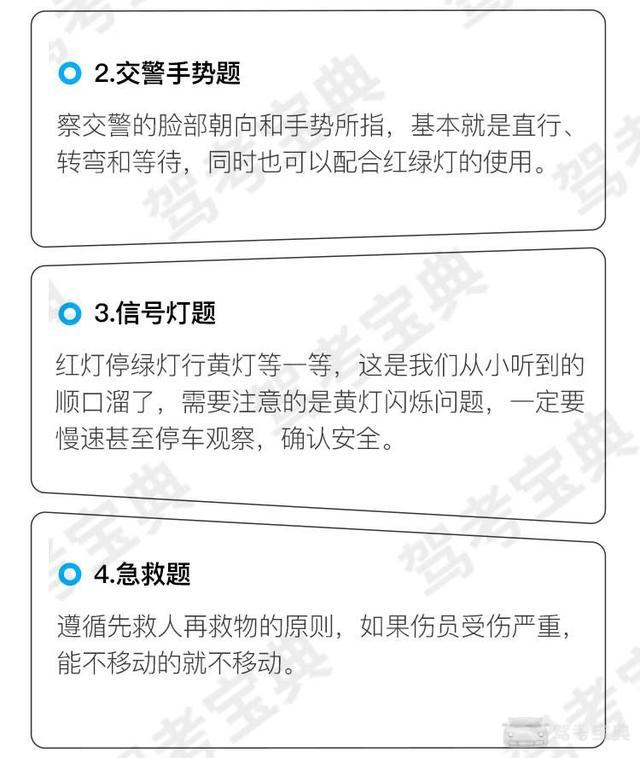 2.交警手势题
察交警的脸部朝向和手势所指，基本就是直行、
转弯和等待，同时也可以配合红绿灯的使用。
3.信号灯题
红灯停绿灯行黄灯等一等，这是我们从小听到的
顺口溜了，需要注意的是黄灯闪烁问题，一定要
慢速甚至停车观察，确认安全。
4.急救题
遵循先救人再救物的原则，如果伤员受伤严重，
能不移动的就不移动。
驾考宝典